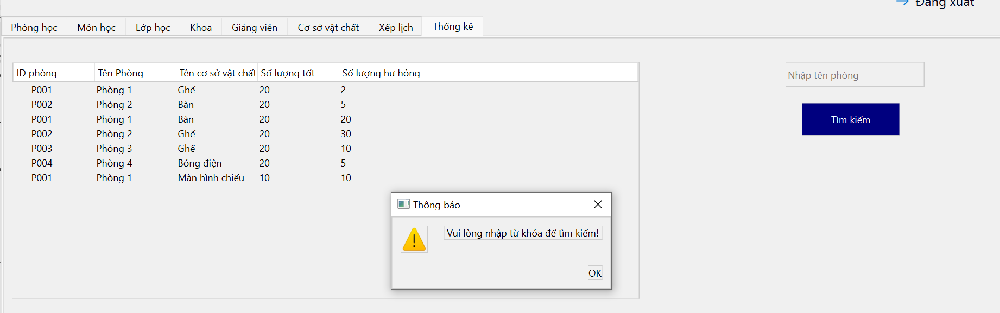 Đăng xuất
Phòng học Môn học Lớp học Khoa Giảng viên Cơ sở vật chất Xếp lịch Thống kê
ID phòng Tên Phòng Tên cơ sở vật chất Số lượng tốt Số lượng hư hỏng
Nhập tên phòng
P001 Phòng 1 Ghế 20 2
P002 Phòng 2 Bàn 20 5
Tìm kiếm
P001 Phòng 1 Bàn 20 20
P002 Phòng 2 Ghế 20 30
P003 Phòng 3 Ghế 20 10
P004 Phòng 4 Bóng điện 20 5
P001 Phòng 1 Màn hình chiếu 10 10
Thông báo
Vui lòng nhập từ khóa để tìm kiếm!
OK